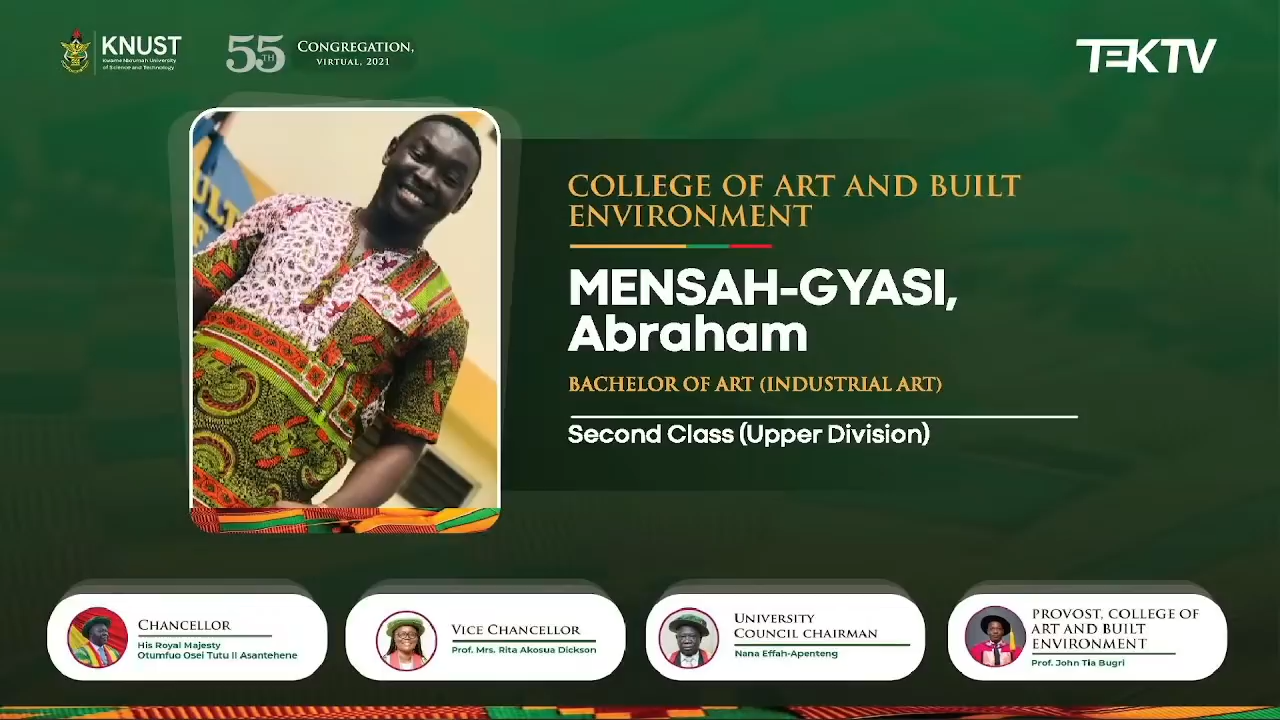 KNUST
Kwame Nkrumah University
of Science and Technology
55TH
CONGREGATION,
VIRTUAL, 2021
TEKTV
ULT
COLLEGE OF ART AND BUILT
ENVIRONMENT
MENSAH-GYASI,
Abraham
BACHELOR OF ART (INDUSTRIAL ART)
Second Class (Upper Division)
CHANCELLOR
His Royal Majesty
Otumfuo Osei Tutu II Asantehene
VICE CHANCELLOR
Prof. Mrs. Rita Akosua Dickson
UNIVERSITY
COUNCIL CHAIRMAN
Nana Effah-Apenteng
PROVOST, COLLEGE OF
ART AND BUILT
ENVIRONMENT
Prof. John Tia Bugri